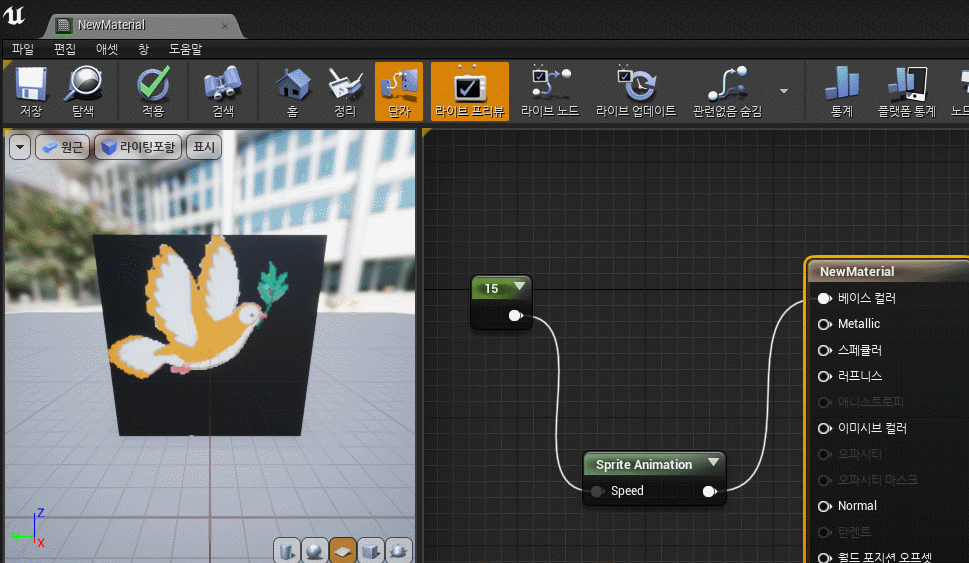 NewMaterial
파일 편집 애셋 창 도움말
저장 탐색 적용 검색 홈 정리 단자 라이브 프리뷰 라이브 노드 라이브 업데이트 관련없음 숨김 통계 플랫폼 통계
원근 라이팅포함 표시
NewMaterial
15
베이스 컬러
Metallic
스페큘러
러프니스
애니소트로피
이미시브 컬러
오파시티
Sprite Animation
오파시티 마스크
Speed
Normal
탄젠트
월드 포지션 오프셋
Z
Y
X